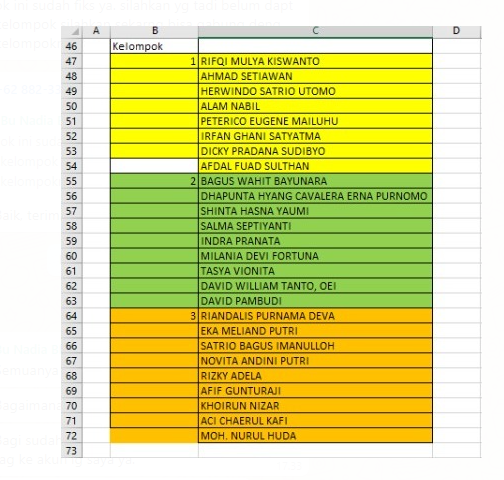 A B C D
46 Kelompok
47 1 RIFQI MULYA KISWANTO
48 AHMAD SETIAWAN
49 HERWINDO SATRIO UTOMO
50 ALAM NABIL
51 PETERICO EUGENE MAILUHU
52 IRFAN GHANI SATYATMA
53 DICKY PRADANA SUDIBYO
54 AFDAL FUAD SULTHAN
55 2 BAGUS WAHIT BAYUNARA
56 DHAPUNTA HYANG CAVALERA ERNA PURNOMO
57 SHINTA HASNA YAUMI
58 SALMA SEPTIYANTI
59 INDRA PRANATA
60 MILANIA DEVI FORTUNA
61 TASYA VIONITA
62 DAVID WILLIAM TANTO, OEI
63 DAVID PAMBUDI
64 3 RIANDALIS PURNAMA DEVA
65 EKA MELIAND PUTRI
66 SATRIO BAGUS IMANULLOH
67 NOVITA ANDINI PUTRI
68 RIZKY ADELA
69 AFIF GUNTURAJI
70 KHOIRUN NIZAR
71 ACI CHAERUL KAFI
72 MOH. NURUL HUDA
73